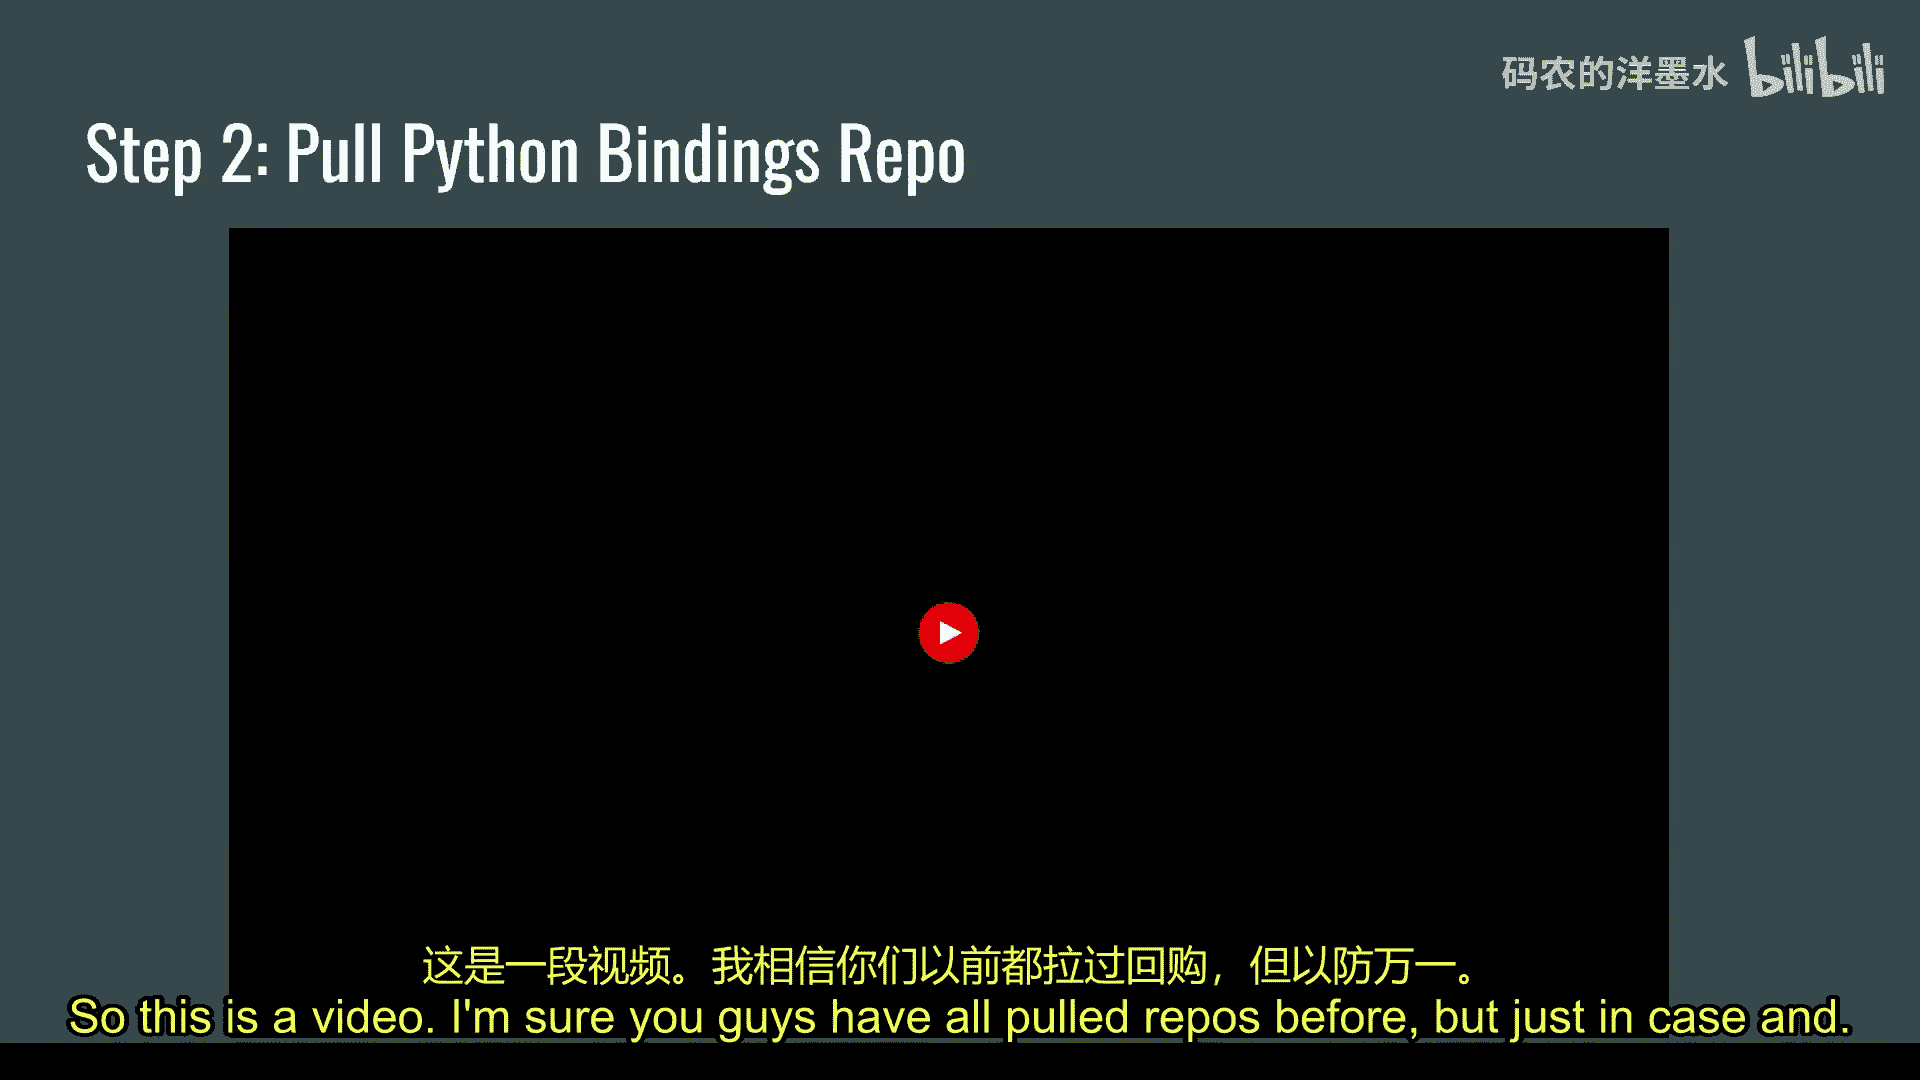 码农的洋墨水 bilibili
Step 2: Pull Python Bindings Repo
这是一段视频。我相信你们以前都拉过回购，但以防万一。
So this is a video. I'm sure you guys have all pulled repos before, but just in case and.